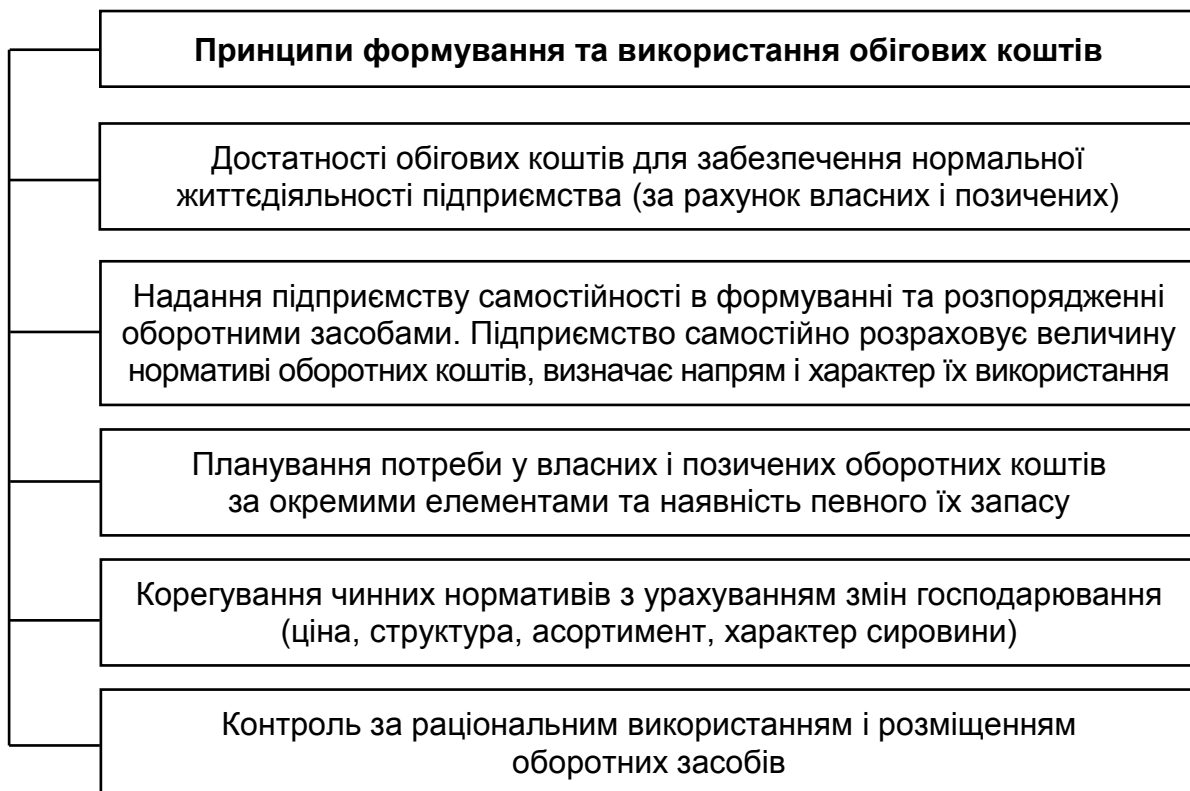 Принципи формування та використання обігових коштів
Достатності обігових коштів для забезпечення нормальної
життєдіяльності підприємства (за рахунок власних і позичених)
Надання підприємству самостійності в формуванні та розпорядженні
оборотними засобами. Підприємство самостійно розраховує величину
нормативі оборотних коштів, визначає напрям і характер їх використання
Планування потреби у власних і позичених оборотних коштів
за окремими елементами та наявність певного їх запасу
Корегування чинних нормативів з урахуванням змін господарювання
(ціна, структура, асортимент, характер сировини)
Контроль за раціональним використанням і розміщенням
оборотних засобів